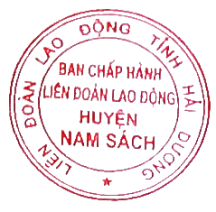 LIÊN ĐOÀN LAO ĐỘNG TỈNH HẢI DƯƠNG
BAN CHẤP HÀNH
LIÊN ĐOÀN LAO ĐỘNG
HUYỆN
NAM SÁCH